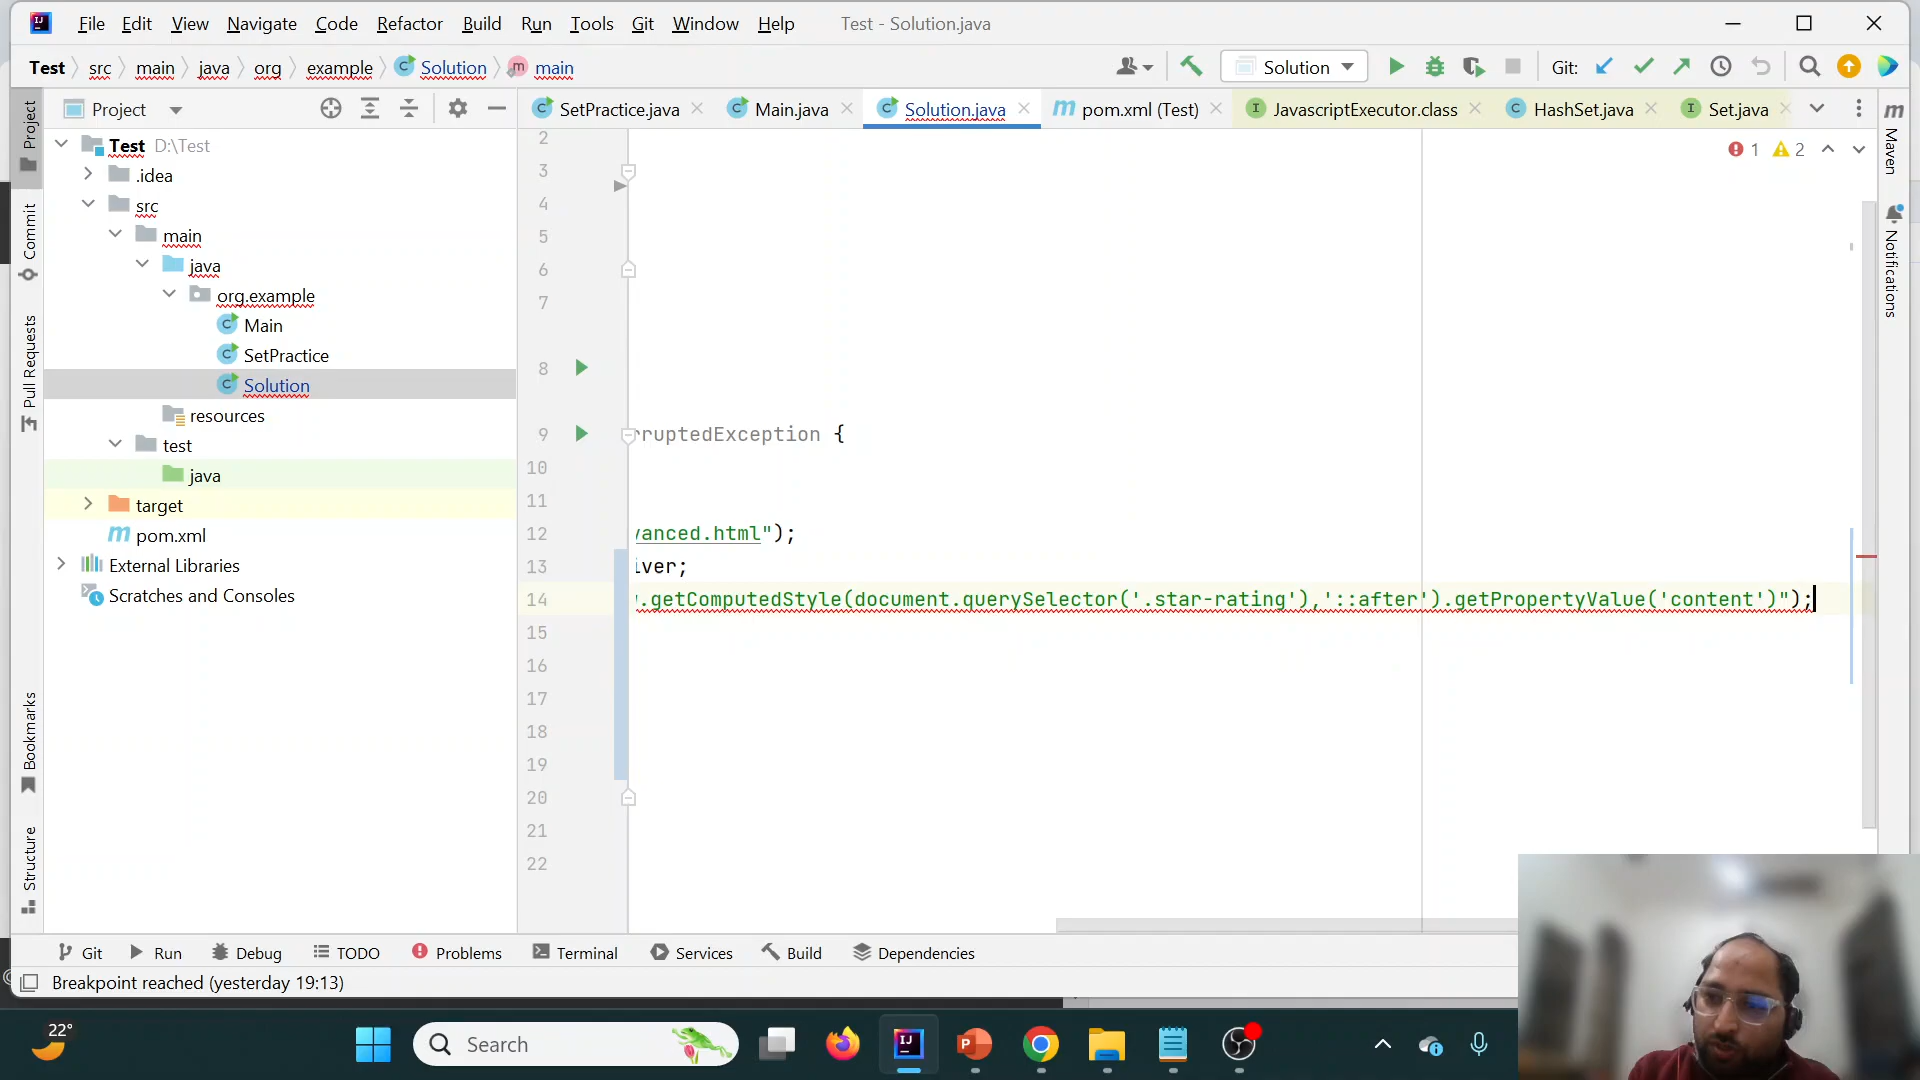 File Edit View Navigate Code Refactor Build Run Tools Git Window Help Test - Solution.java
Test src main java org example Solution main Solution Git:
Project
SetPractice.java Main.java Solution.java pom.xml (Test) JavascriptExecutor.class HashSet.java Set.java
Test D:\Test
.idea
src
main
java
org.example
Main
SetPractice
Solution
resources
test
java
target
pom.xml
External Libraries
Scratches and Consoles
Project
Commit
Pull Requests
Bookmarks
Structure
1 2
2
3
4
5
6
7
8
9 rruptedException {
10
11
12 vanced.html");
13 iver;
14 .getComputedStyle(document.querySelector('.star-rating'),'::after').getPropertyValue('content')");
15
16
17
18
19
20
21
22
Maven
Notifications
Git Run Debug TODO Problems Terminal Services Build Dependencies
Breakpoint reached (yesterday 19:13)
22°
Search